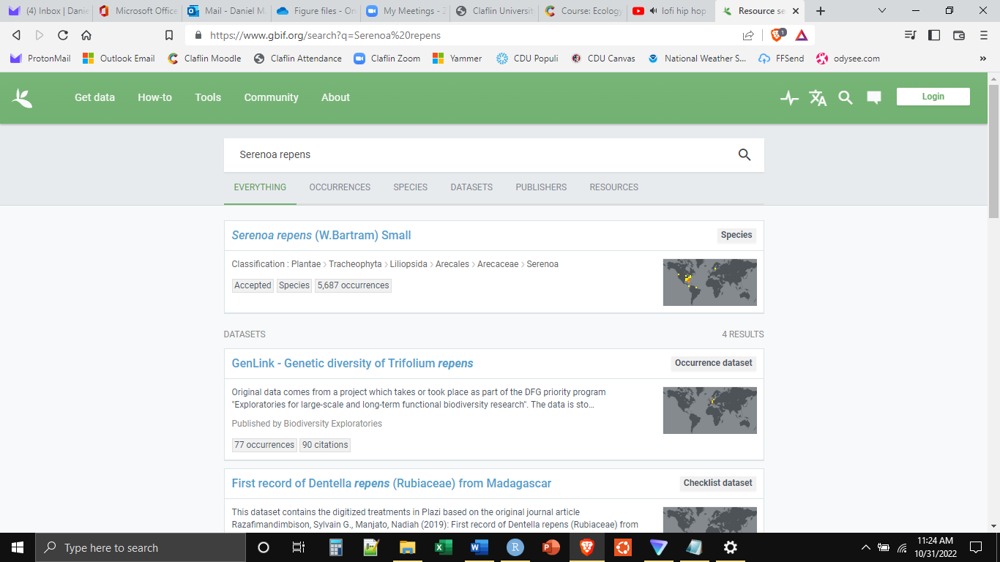 (4) Inbox | Danie
Microsoft Office
Mail - Daniel M
Figure files - On
My Meetings - Z
Claflin Universit
Course: Ecology
lofi hip hop
Resource se
https://www.gbif.org/search?q=Serenoa%20repens
1
ProtonMail
Outlook Email
Claflin Moodle
Claflin Attendance
Claflin Zoom
Yammer
CDU Populi
CDU Canvas
National Weather S...
FFSend
odysee.com
»
Get data
How-to
Tools
Community
About
Login
Serenoa repens
EVERYTHING
OCCURRENCES
SPECIES
DATASETS
PUBLISHERS
RESOURCES
Serenoa repens (W.Bartram) Small
Species
Classification : Plantae › Tracheophyta › Liliopsida › Arecales › Arecaceae › Serenoa
Accepted Species 5,687 occurrences
DATASETS
4 RESULTS
GenLink - Genetic diversity of Trifolium repens
Occurrence dataset
Original data comes from a project which takes or took place as part of the DFG priority program
"Exploratories for large-scale and long-term functional biodiversity research". The data is sto...
Published by Biodiversity Exploratories
77 occurrences 90 citations
First record of Dentella repens (Rubiaceae) from Madagascar
Checklist dataset
This dataset contains the digitized treatments in Plazi based on the original journal article
Razafimandimbison, Sylvain G., Manjato, Nadiah (2019): First record of Dentella repens (Rubiaceae) from
Type here to search
11:24 AM
10/31/2022